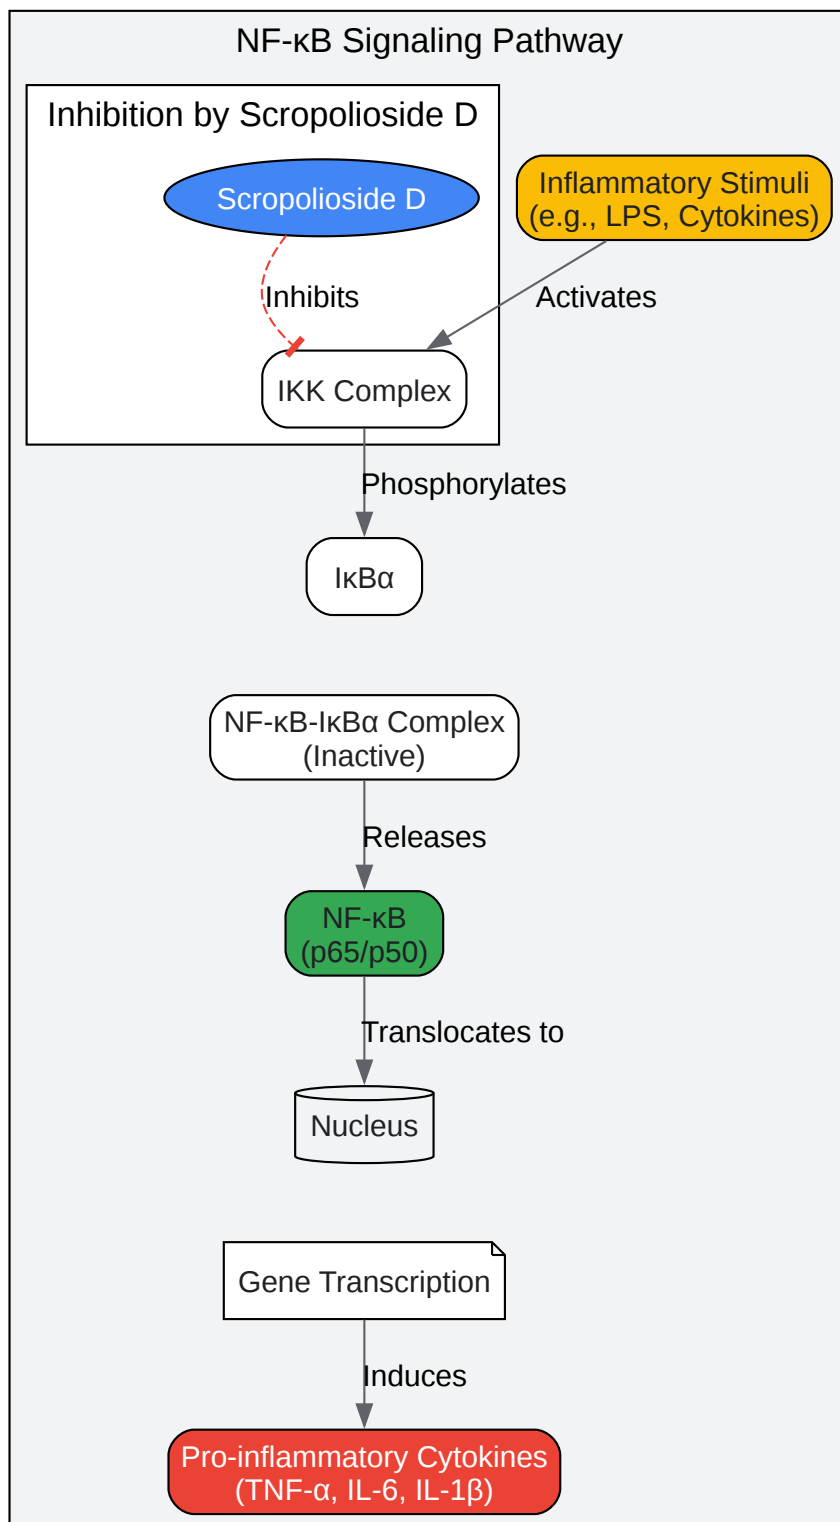 NF-κB Signaling Pathway
Inhibition by Scropolioside D
Scropolioside D
Inflammatory Stimuli
(e.g., LPS, Cytokines)
Inhibits
Activates
IKK Complex
Phosphorylates
IκBα
NF-κB-IκBα Complex
(Inactive)
Releases
NF-κB
(p65/p50)
Translocates to
Nucleus
Gene Transcription
Induces
Pro-inflammatory Cytokines
(TNF-α, IL-6, IL-1β)